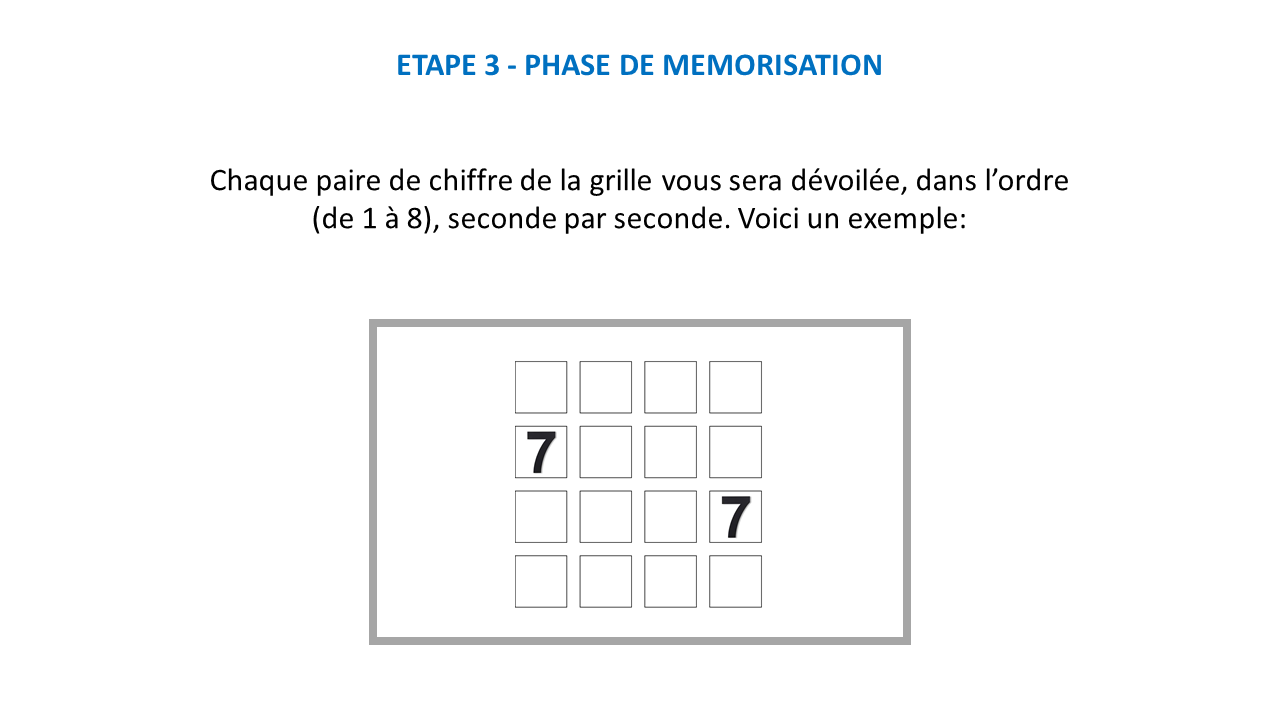 ETAPE 3 - PHASE DE MEMORISATION
Chaque paire de chiffre de la grille vous sera dévoilée, dans l’ordre
(de 1 à 8), seconde par seconde. Voici un exemple:
7
7